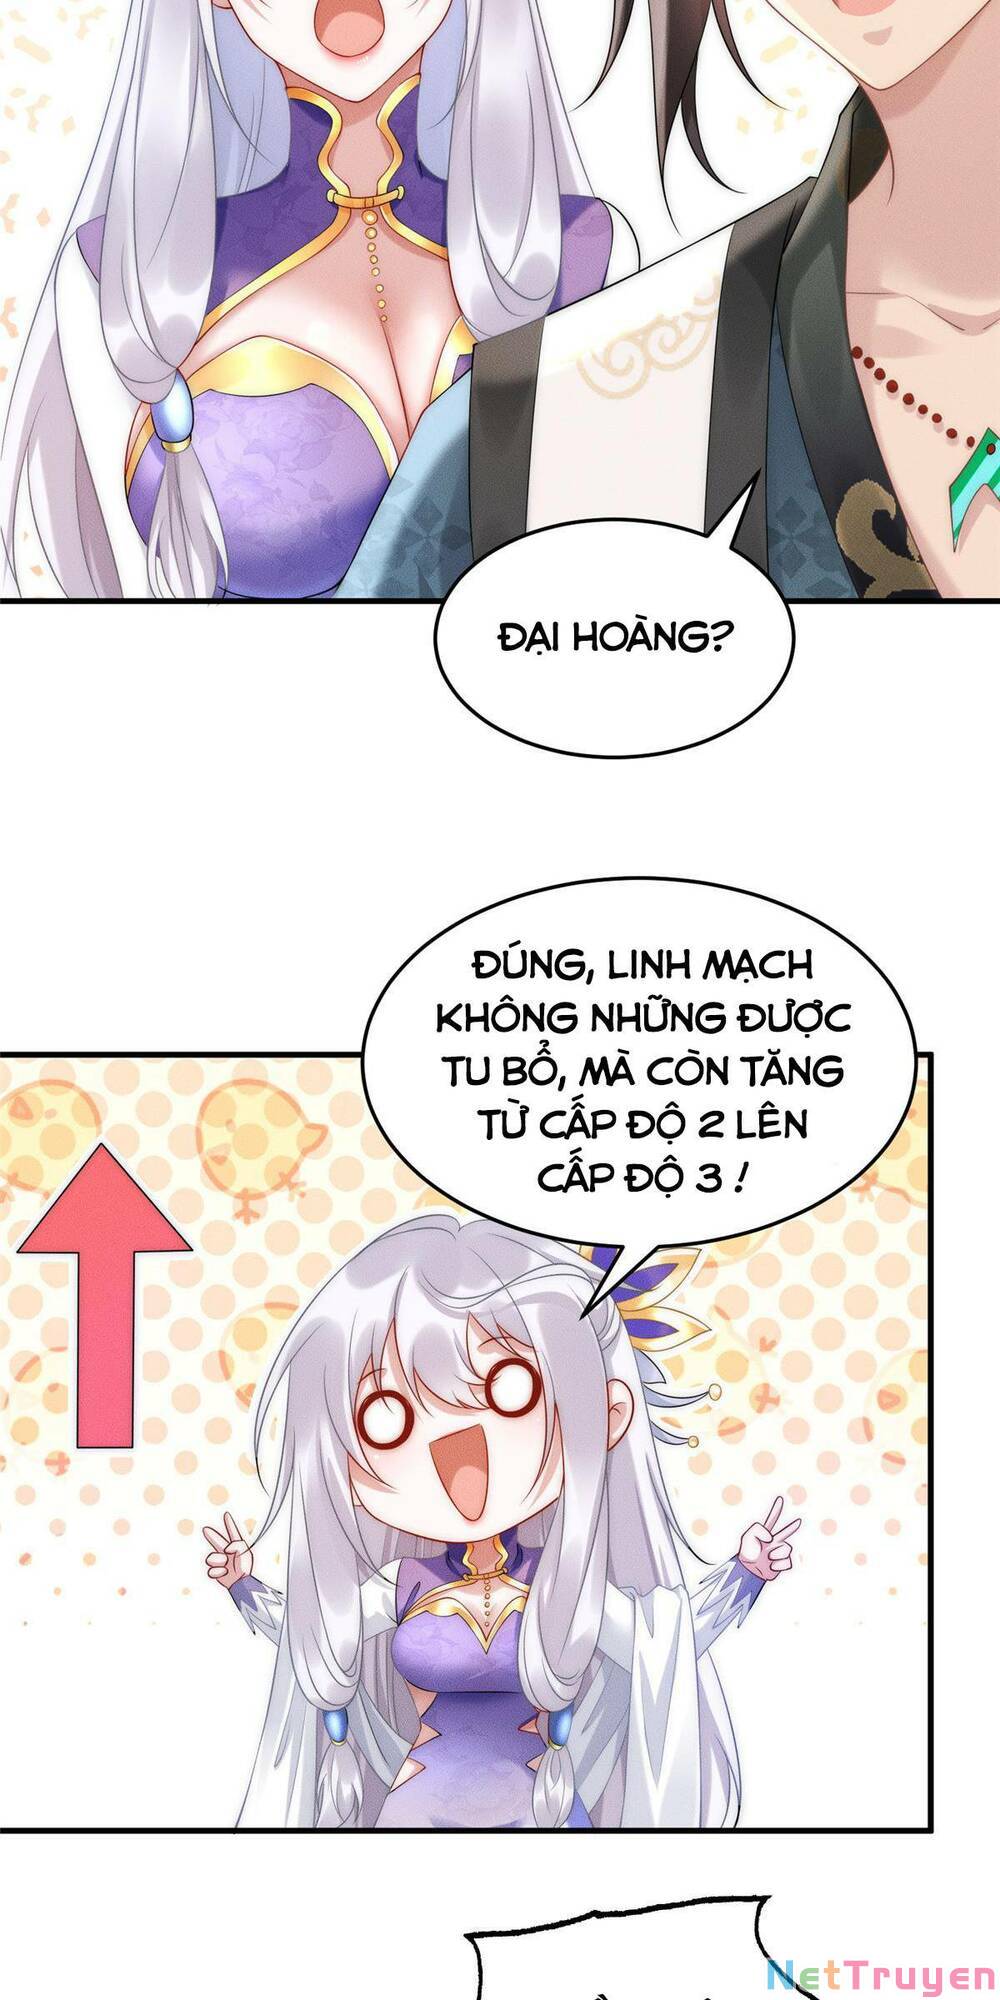 ĐẠI HOÀNG?
ĐÚNG, LINH MẠCH
KHÔNG NHỮNG ĐƯỢC
TU BỔ, MÀ CÒN TĂNG
TỪ CẤP ĐỘ 2 LÊN
CẤP ĐỘ 3!
NetTruyen